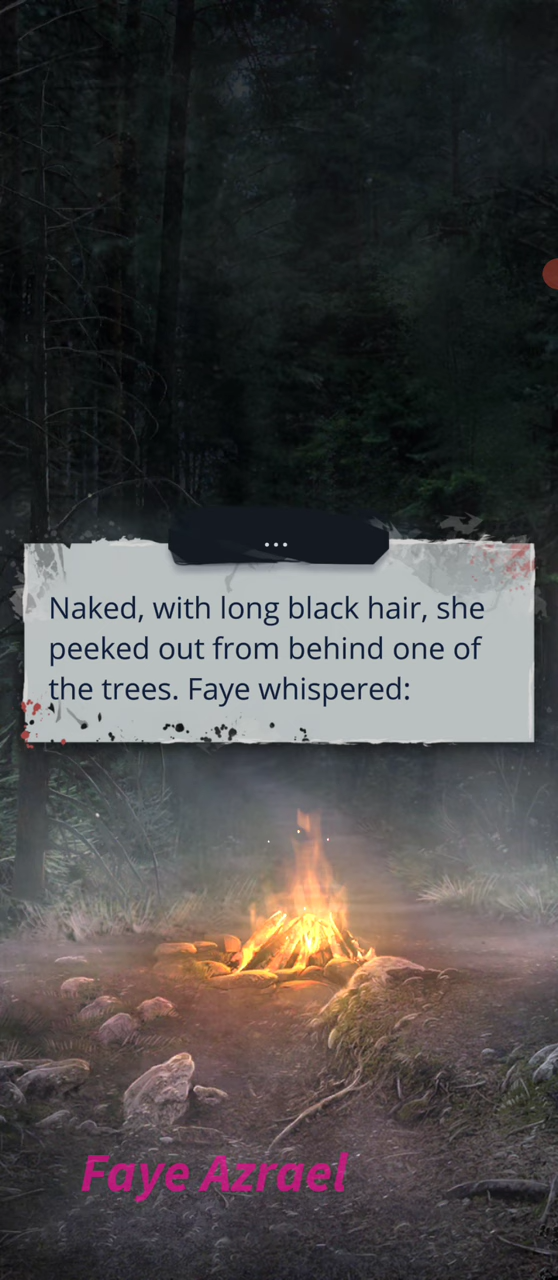 ...
Naked, with long black hair, she
peeked out from behind one of
the trees. Faye whispered:
Faye Azrael